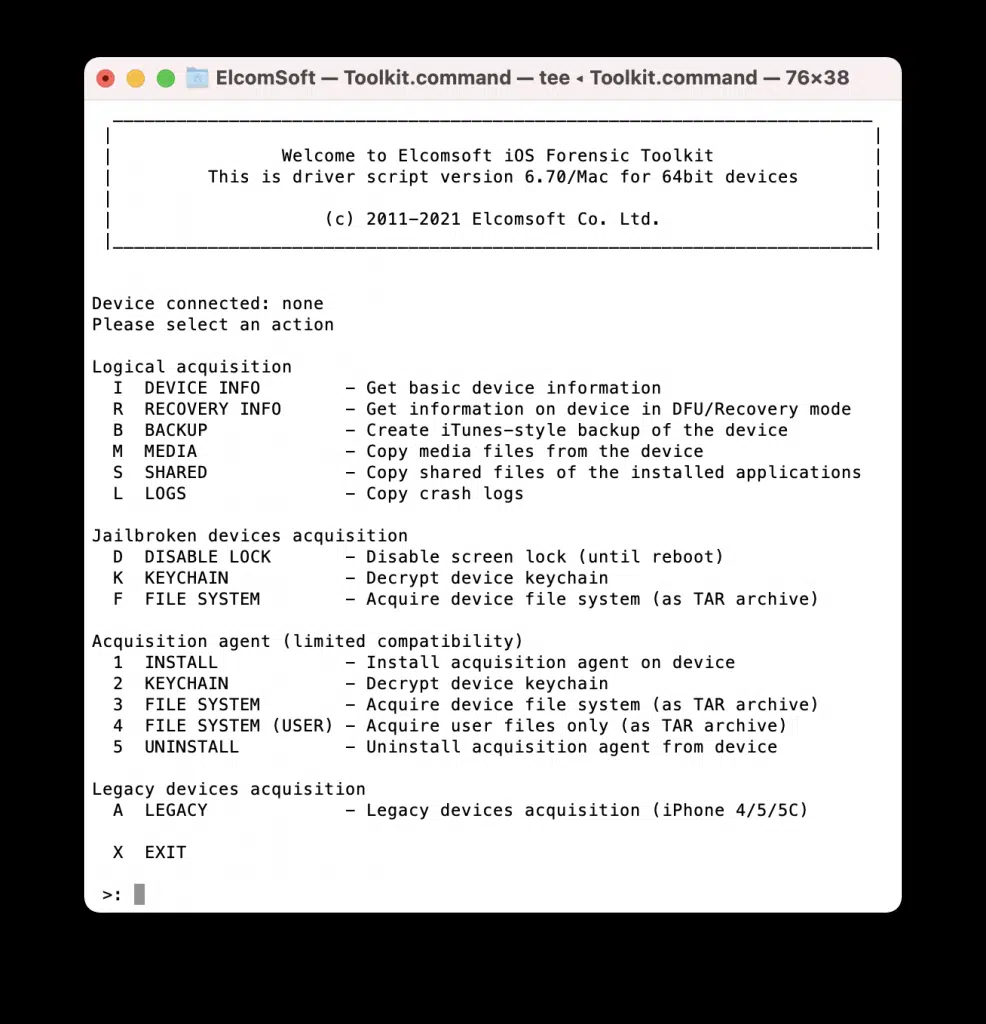 ElcomSoft — Toolkit.command — tee ◂ Toolkit.command — 76×38
Welcome to Elcomsoft iOS Forensic Toolkit
This is driver script version 6.70/Mac for 64bit devices
(c) 2011-2021 Elcomsoft Co. Ltd.
Device connected: none
Please select an action
Logical acquisition
I DEVICE INFO – Get basic device information
R RECOVERY INFO – Get information on device in DFU/Recovery mode
B BACKUP – Create iTunes-style backup of the device
M MEDIA – Copy media files from the device
S SHARED – Copy shared files of the installed applications
L LOGS – Copy crash logs
Jailbroken devices acquisition
D DISABLE LOCK – Disable screen lock (until reboot)
K KEYCHAIN – Decrypt device keychain
F FILE SYSTEM – Acquire device file system (as TAR archive)
Acquisition agent (limited compatibility)
1 INSTALL – Install acquisition agent on device
2 KEYCHAIN – Decrypt device keychain
3 FILE SYSTEM – Acquire device file system (as TAR archive)
4 FILE SYSTEM (USER) – Acquire user files only (as TAR archive)
5 UNINSTALL – Uninstall acquisition agent from device
Legacy devices acquisition
A LEGACY – Legacy devices acquisition (iPhone 4/5/5C)
X EXIT
>: